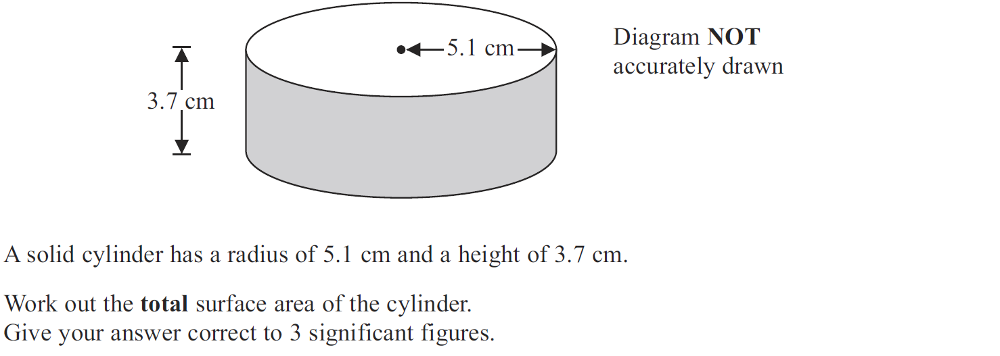 5.1 cm
Diagram NOT
accurately drawn
3.7 cm
A solid cylinder has a radius of 5.1 cm and a height of 3.7 cm.
Work out the total surface area of the cylinder.
Give your answer correct to 3 significant figures.